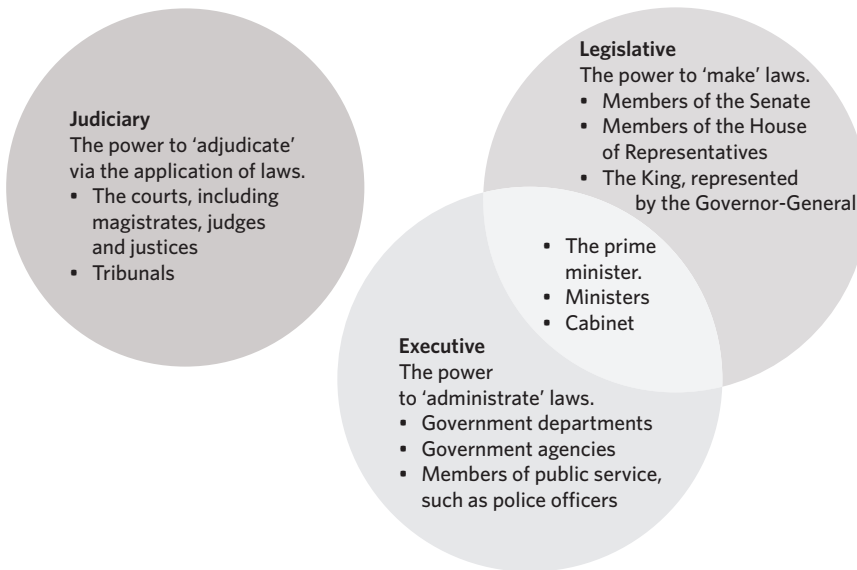 Judiciary
The power to ‘adjudicate’
via the application of laws.
▪ The courts, including
magistrates, judges
and justices
▪ Tribunals
Legislative
The power to ‘make’ laws.
▪ Members of the Senate
▪ Members of the House
of Representatives
▪ The King, represented
by the Governor-General
▪ The prime
minister.
▪ Ministers
▪ Cabinet
Executive
The power
to ‘administrate’ laws.
▪ Government departments
▪ Government agencies
▪ Members of public service,
such as police officers